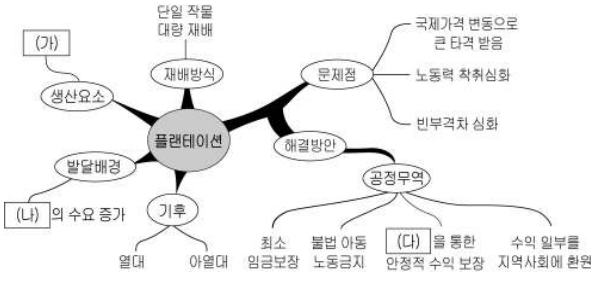 단일 작물
대량 재배
국제가격 변동으로
큰 타격 받음
(가)
재배방식
문제점
노동력 착취심화
생산요소
빈부격차 심화
플랜테이션
해결방안
발달배경
공정무역
(나) 의 수요 증가
기후
열대
아열대
최소
임금보장
불법 아동
노동금지
(다) 을 통한
안정적 수익 보장
수익 일부를
지역사회에 환원